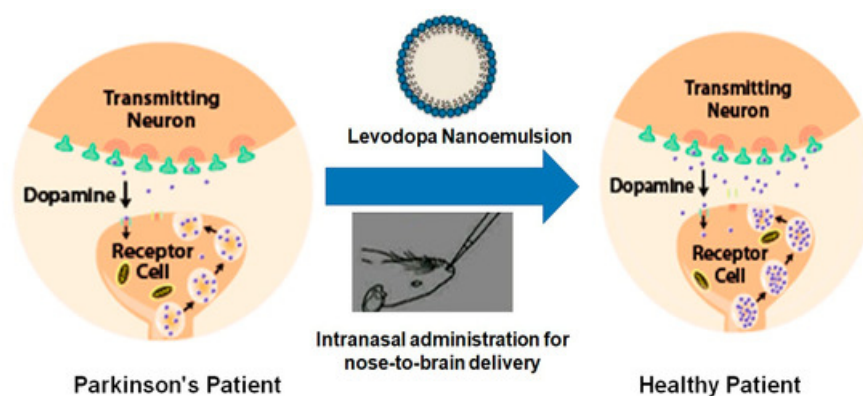 Transmitting
Neuron
Dopamine
Receptor
Cell
Parkinson's Patient
Levodopa Nanoemulsion
Intranasal administration for
nose-to-brain delivery
Transmitting
Neuron
Dopamine
Receptor
Cell
Healthy Patient